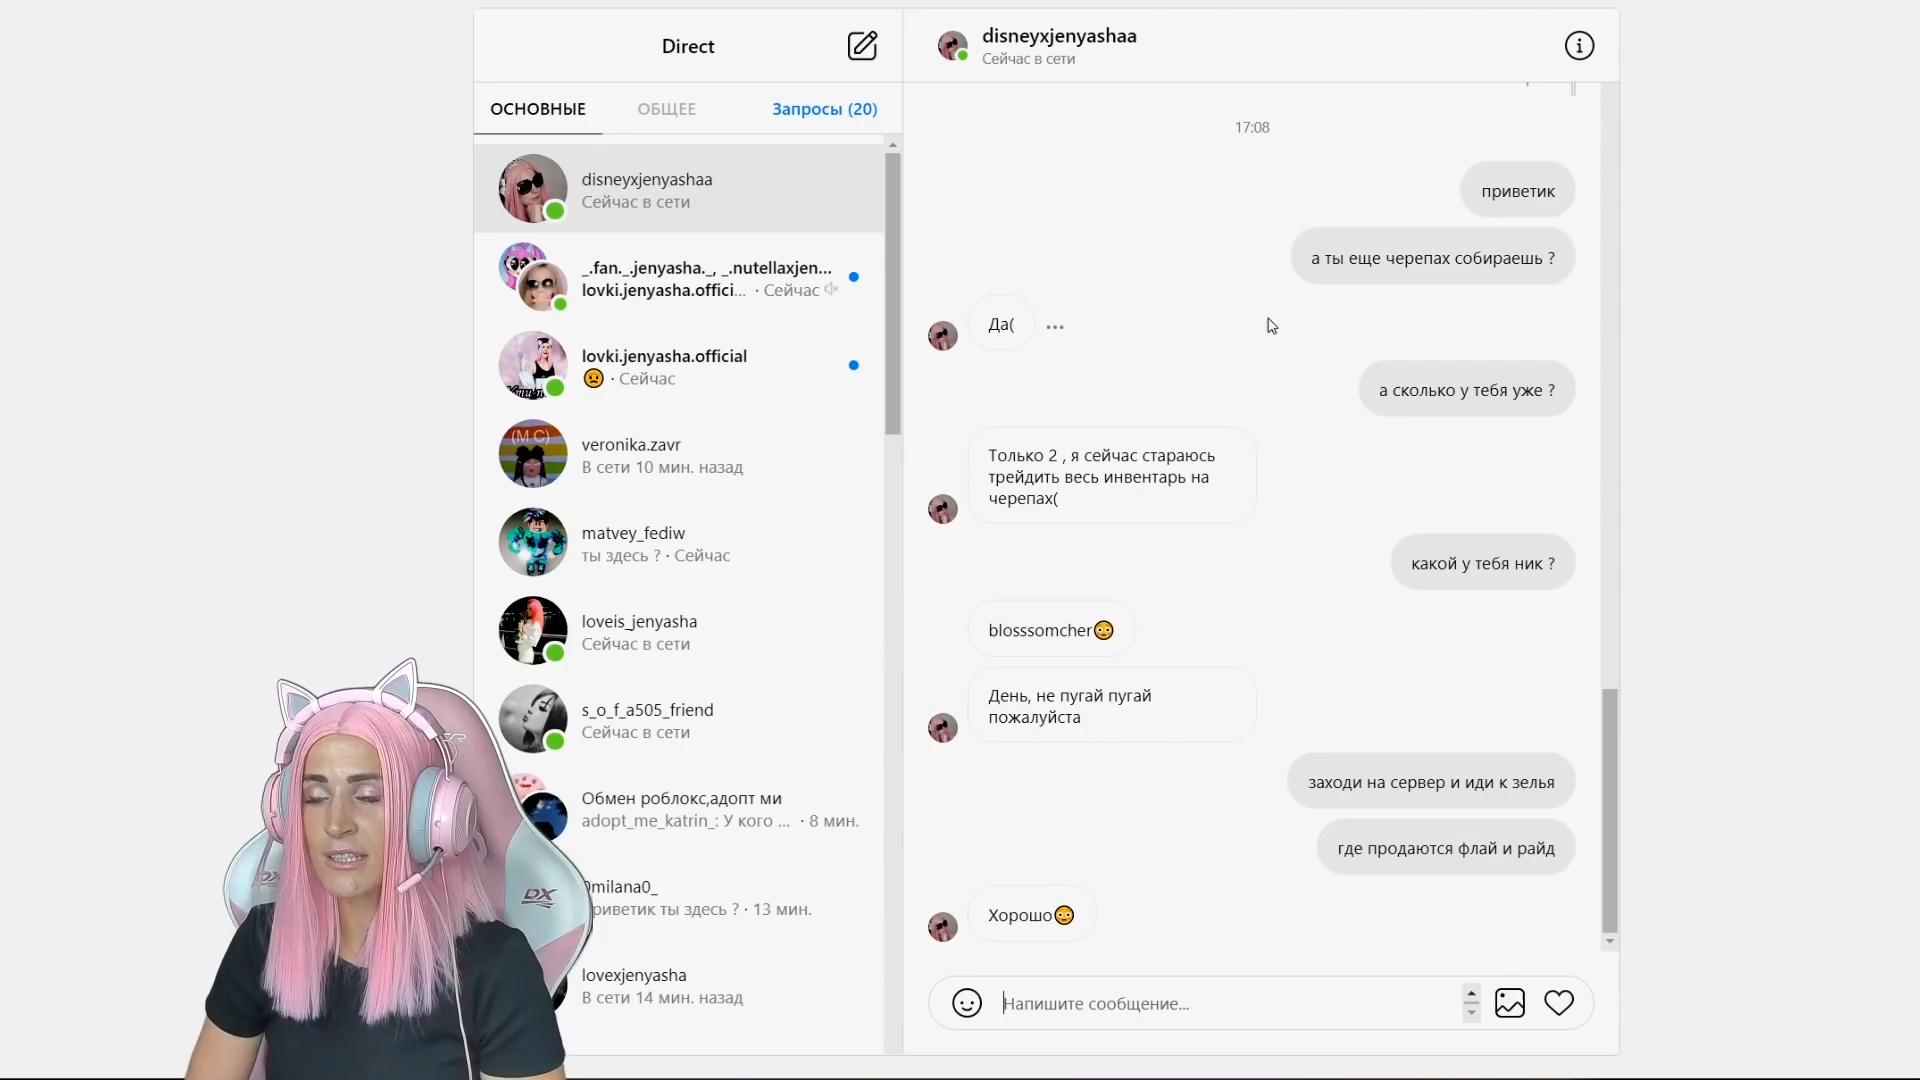 Direct
ОСНОВНЫЕ
ОБЩЕЕ
Запросы (20)
disneyxjenyashaa
Сейчас в сети
_.fan._.jenyasha._, _.nutellaxjen...
lovki.jenyasha.offici... · Сейчас
lovki.jenyasha.official
😠 · Сейчас
(M C)
veronika.zavr
В сети 10 мин. назад
matvey_fediw
ты здесь ? · Сейчас
loveis_jenyasha
Сейчас в сети
s_o_f_a505_friend
Сейчас в сети
Обмен роблокс,адопт ми
adopt_me_katrin_: У кого ... · 8 мин.
0milana0_
риветик ты здесь ? · 13 мин.
lovexjenyasha
В сети 14 мин. назад
DX
disneyxjenyashaa
Сейчас в сети
17:08
приветик
а ты еще черепах собираешь ?
Да(
а сколько у тебя уже ?
Только 2 , я сейчас стараюсь
трейдить весь инвентарь на
черепах(
какой у тебя ник ?
blosssomcher😳
День, не пугай пугай
пожалуйста
заходи на сервер и иди к зелья
где продаются флай и райд
Хорошо😳
Напишите сообщение...